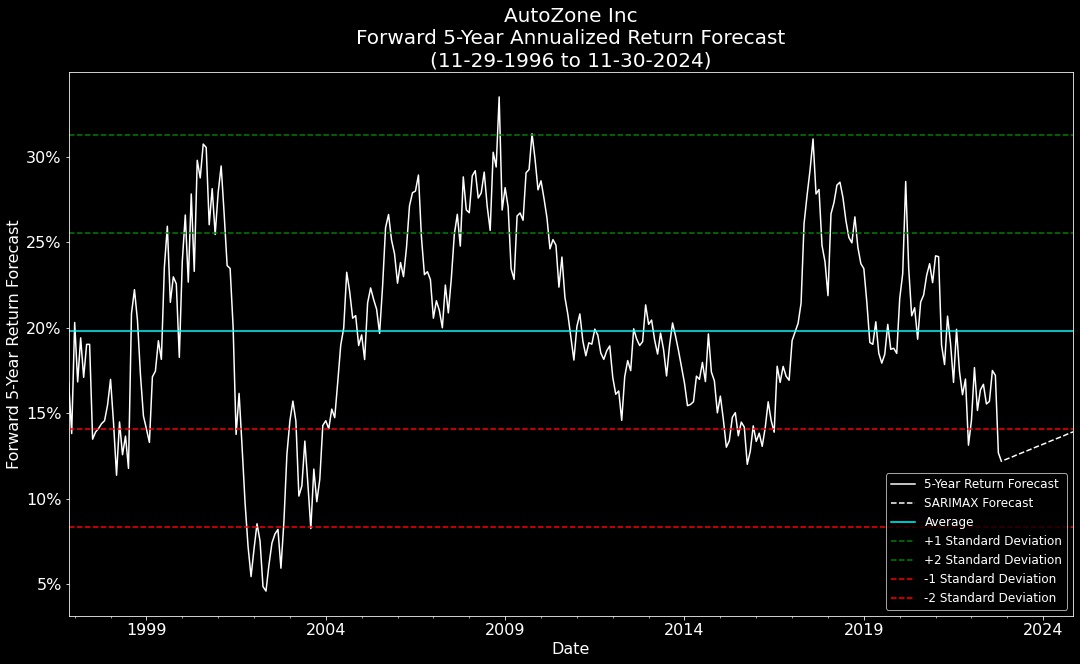 AutoZone Inc
Forward 5-Year Annualized Return Forecast
(11-29-1996 to 11-30-2024)
Forward 5-Year Return Forecast
30%
25%
20%
15%
10%
5%
5-Year Return Forecast
SARIMAX Forecast
Average
+1 Standard Deviation
+2 Standard Deviation
-1 Standard Deviation
-2 Standard Deviation
1999
2004
2009
2014
2019
2024
Date